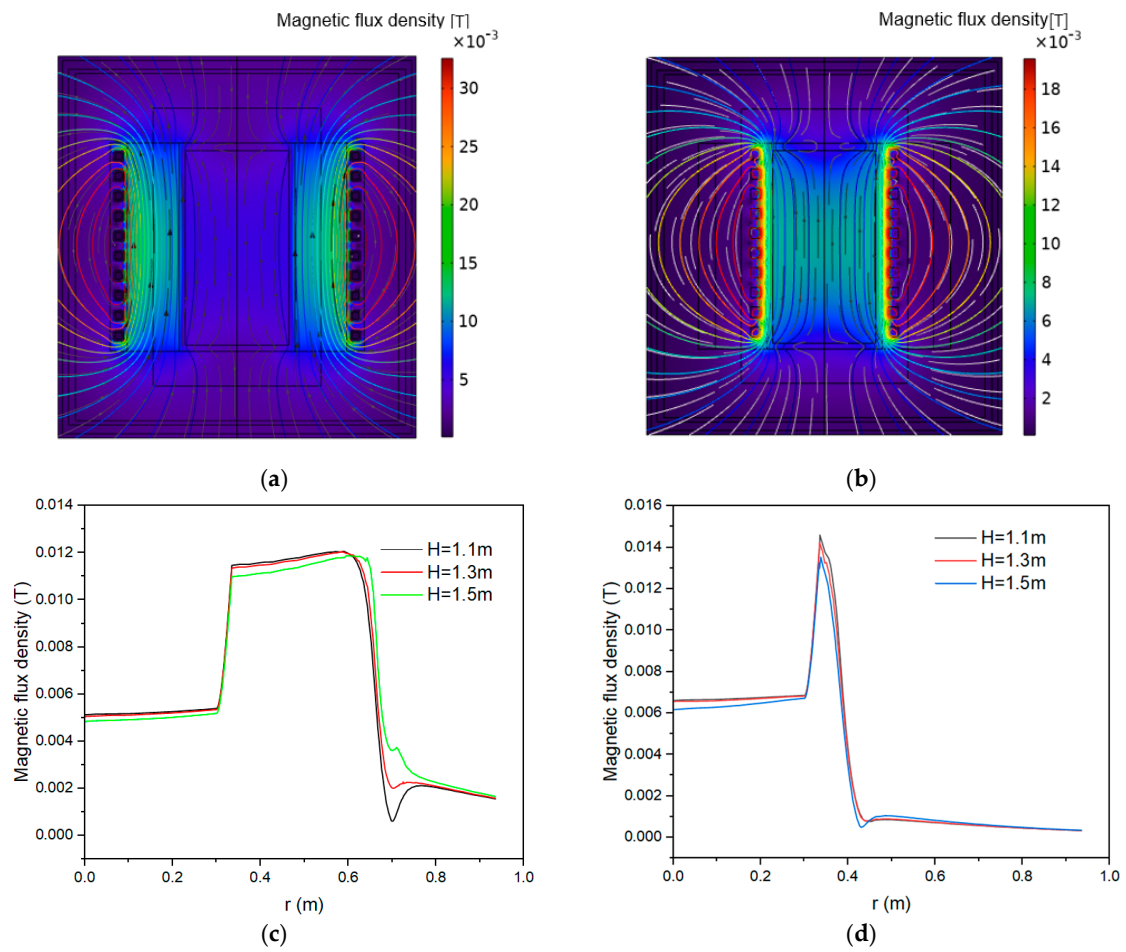 Magnetic flux density [T]
×10⁻³
30
25
20
15
10
5
(a)
Magnetic flux density[T]
×10⁻³
18
16
14
12
10
8
6
4
2
(b)
0.014
0.012
0.010
0.008
0.006
0.004
0.002
0.000
Magnetic flux density (T)
H=1.1m
H=1.3m
H=1.5m
0.0 0.2 0.4 0.6 0.8 1.0
r (m)
(c)
0.016
0.014
0.012
0.010
0.008
0.006
0.004
0.002
0.000
Magnetic flux density (T)
H=1.1m
H=1.3m
H=1.5m
0.0 0.2 0.4 0.6 0.8 1.0
r (m)
(d)